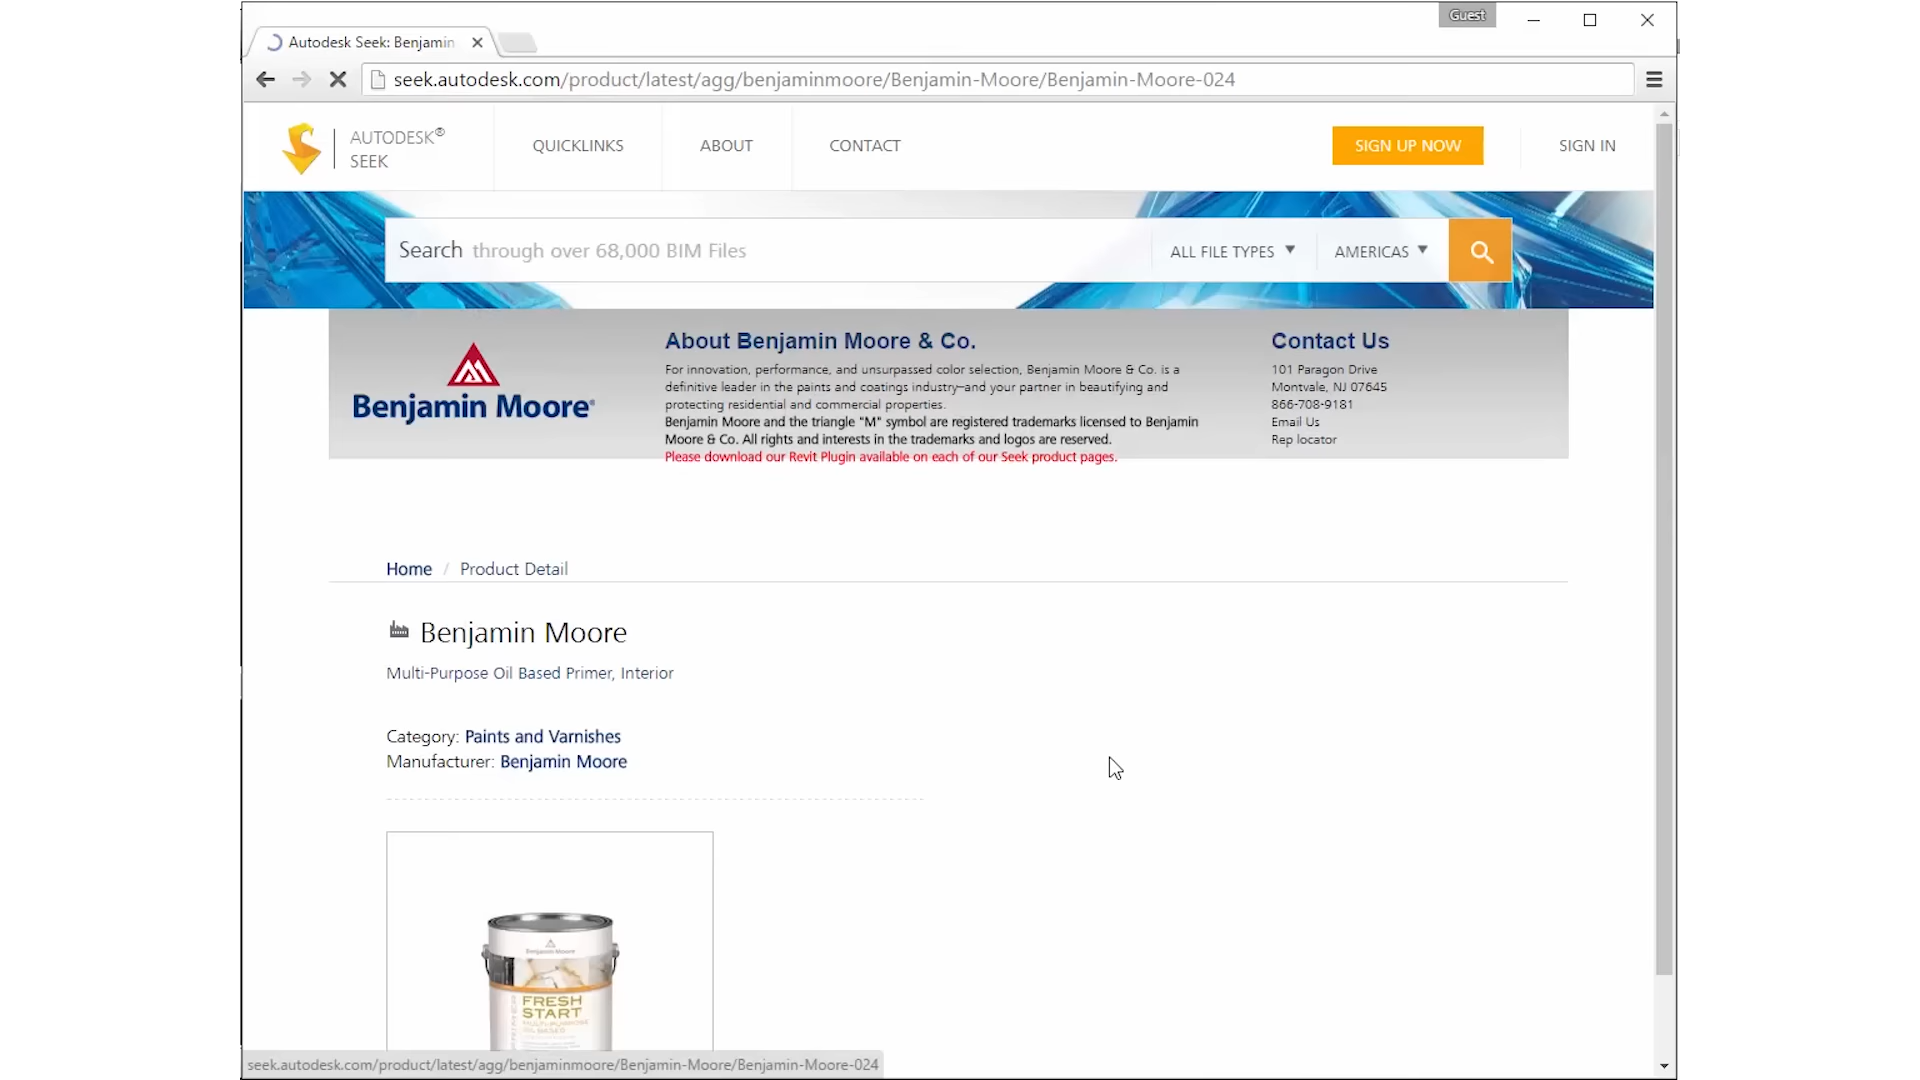 Guest
Autodesk Seek: Benjamin
seek.autodesk.com/product/latest/agg/benjaminmoore/Benjamin-Moore/Benjamin-Moore-024
AUTODESK®
SEEK
QUICKLINKS
ABOUT
CONTACT
SIGN UP NOW
SIGN IN
Search through over 68,000 BIM Files
ALL FILE TYPES
AMERICAS
Benjamin Moore®
About Benjamin Moore & Co.
For innovation, performance, and unsurpassed color selection, Benjamin Moore & Co. is a
definitive leader in the paints and coatings industry—and your partner in beautifying and
protecting residential and commercial properties.
Benjamin Moore and the triangle "M" symbol are registered trademarks licensed to Benjamin
Moore & Co. All rights and interests in the trademarks and logos are reserved.
Please download our Revit Plugin available on each of our Seek product pages.
Contact Us
101 Paragon Drive
Montvale, NJ 07645
866-708-9181
Email Us
Rep locator
Home / Product Detail
Benjamin Moore
Multi-Purpose Oil Based Primer, Interior
Category: Paints and Varnishes
Manufacturer: Benjamin Moore
Benjamin Moore
FRESH
START
MULTI-PURPOSE
OIL BASED
seek.autodesk.com/product/latest/agg/benjaminmoore/Benjamin-Moore/Benjamin-Moore-024